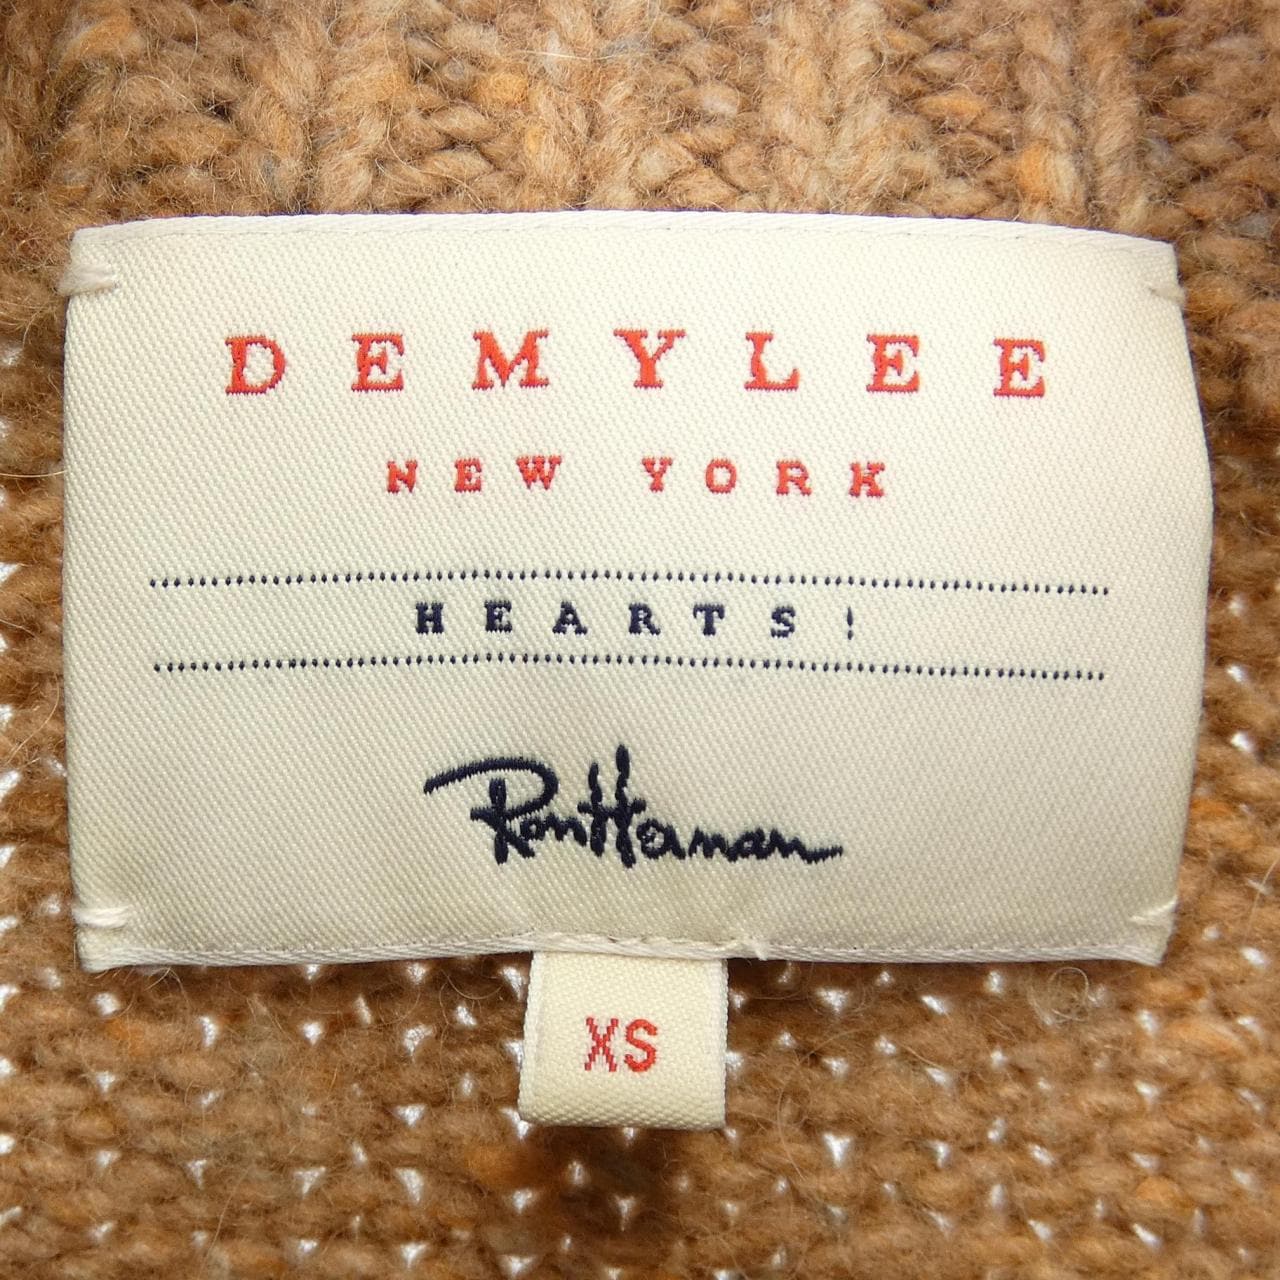 DEMYLEE
NEW YORK
HEARTS!
Ron Herman
XS